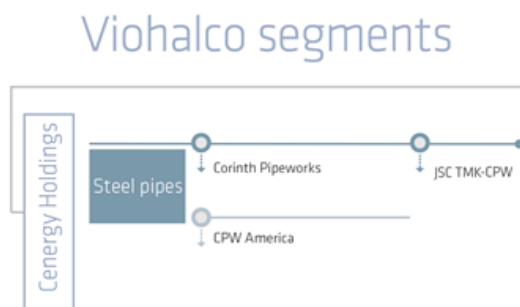 Viohalco segments
Cenergy Holdings
Steel pipes
Corinth Pipeworks
JSC TMK-CPW
CPW America